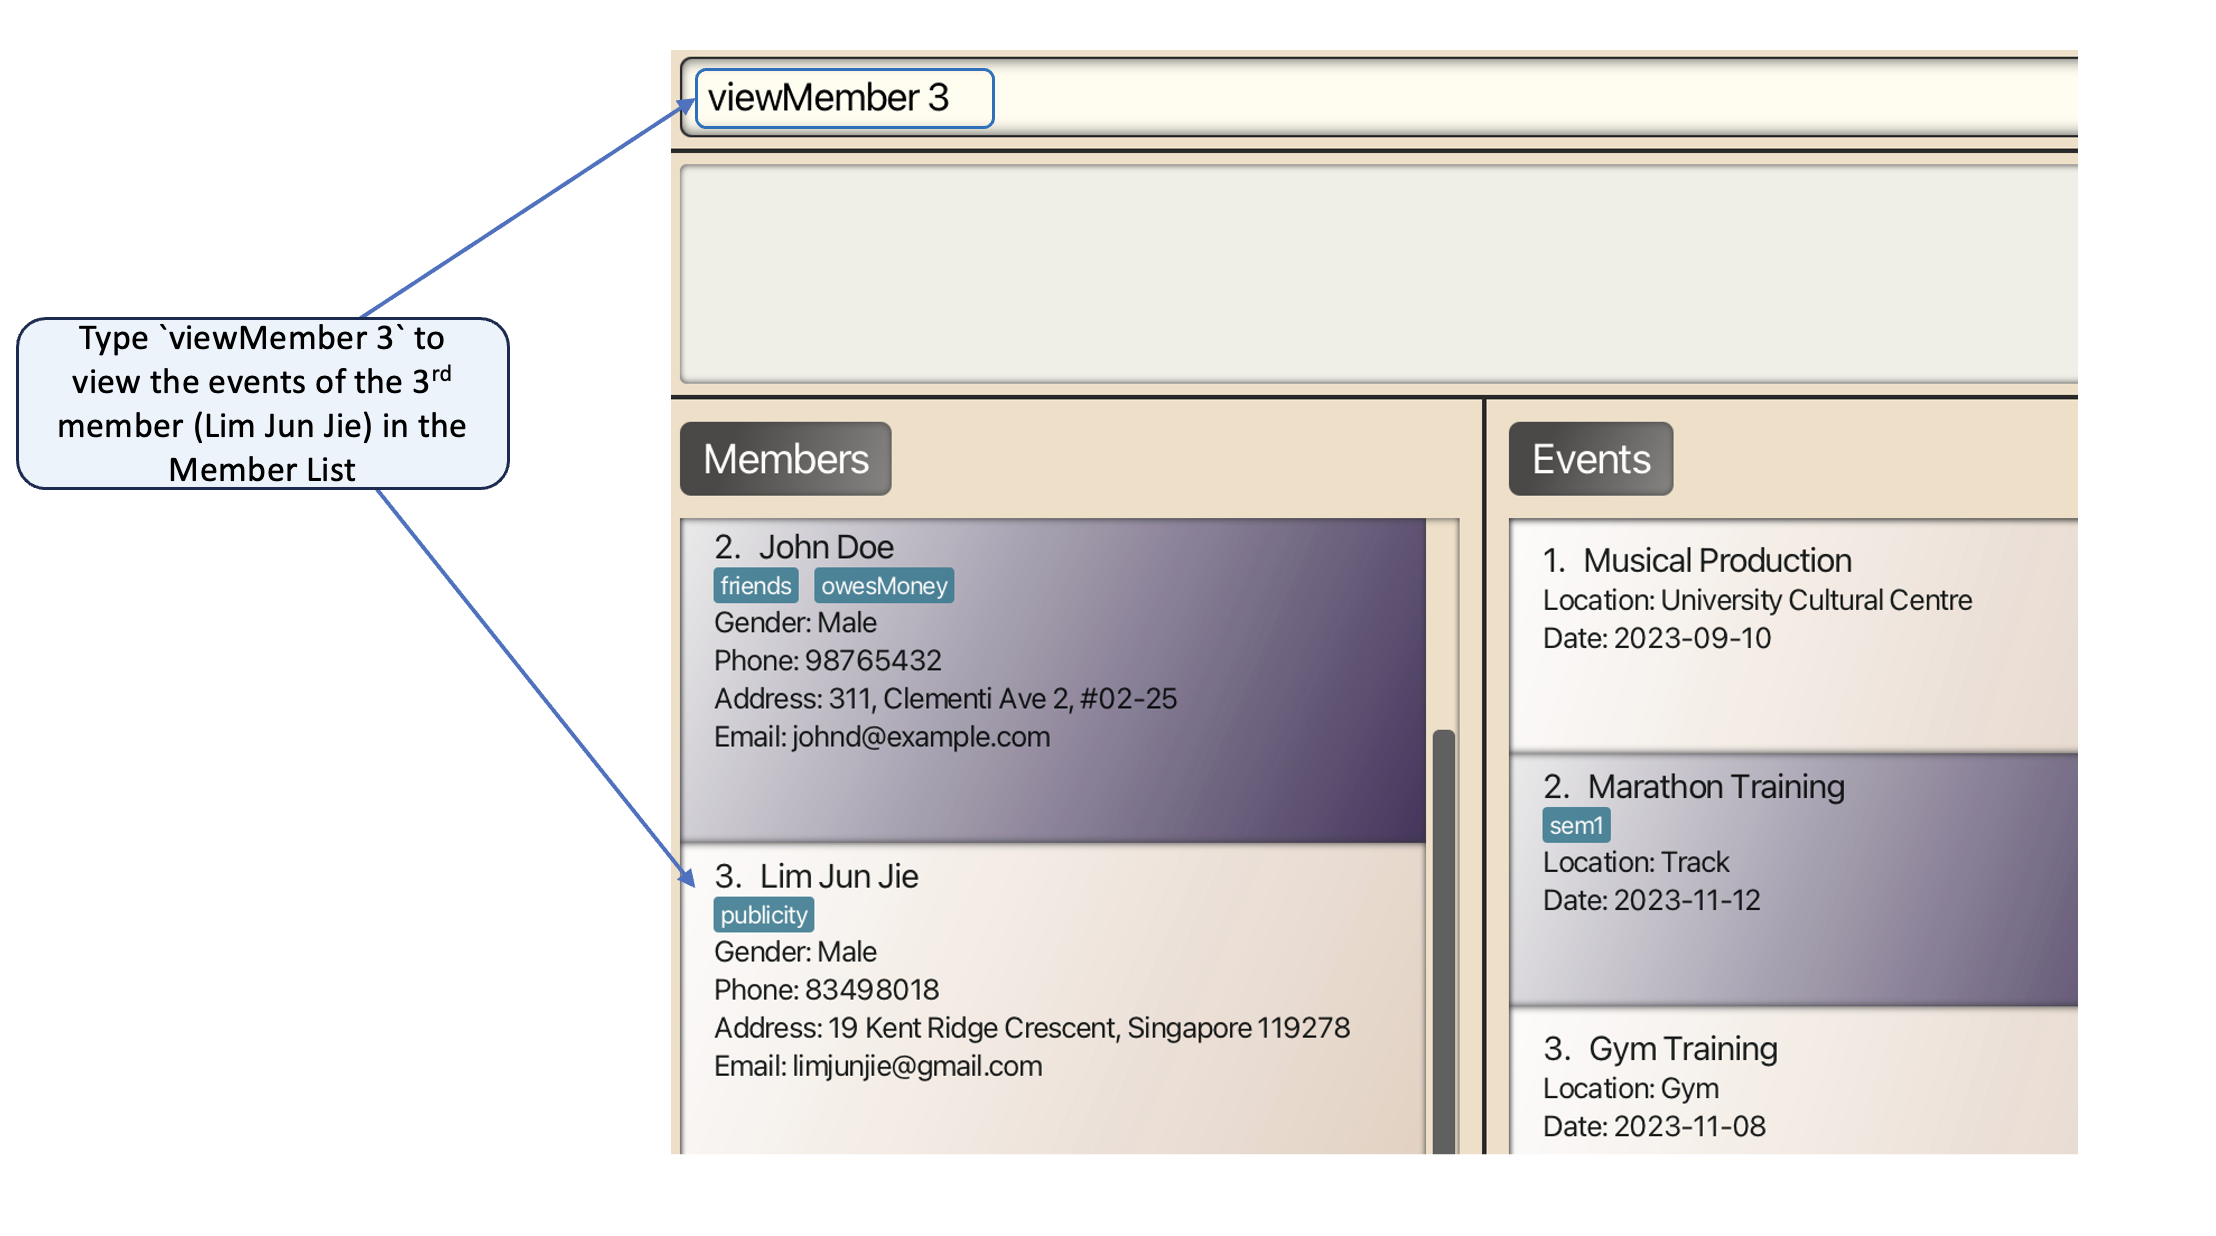 viewMember 3
Type `viewMember 3` to
view the events of the 3rd
member (Lim Jun Jie) in the
Member List
Members
2. John Doe
friends owesMoney
Gender: Male
Phone: 98765432
Address: 311, Clementi Ave 2, #02-25
Email: johnd@example.com
3. Lim Jun Jie
publicity
Gender: Male
Phone: 83498018
Address: 19 Kent Ridge Crescent, Singapore 119278
Email: limjunjie@gmail.com
Events
1. Musical Production
Location: University Cultural Centre
Date: 2023-09-10
2. Marathon Training
sem1
Location: Track
Date: 2023-11-12
3. Gym Training
Location: Gym
Date: 2023-11-08